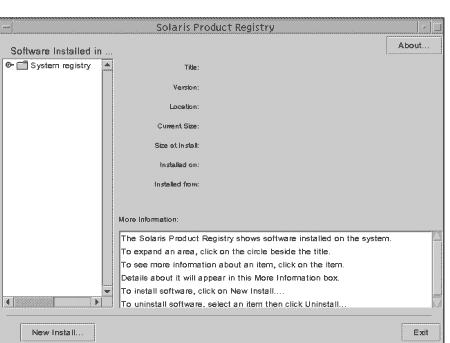 Solaris Product Registry
About...
Software Installed in ...
System registry
Title:
Version:
Location:
Current Size:
Size at Install:
Installed on:
Installed from:
More Information:
The Solaris Product Registry shows software installed on the system.
To expand an area, click on the circle beside the title.
To see more information about an item, click on the item.
Details about it will appear in this More Information box.
To install software, click on New Install....
To uninstall software, select an item then click Uninstall...
New Install...
Exit